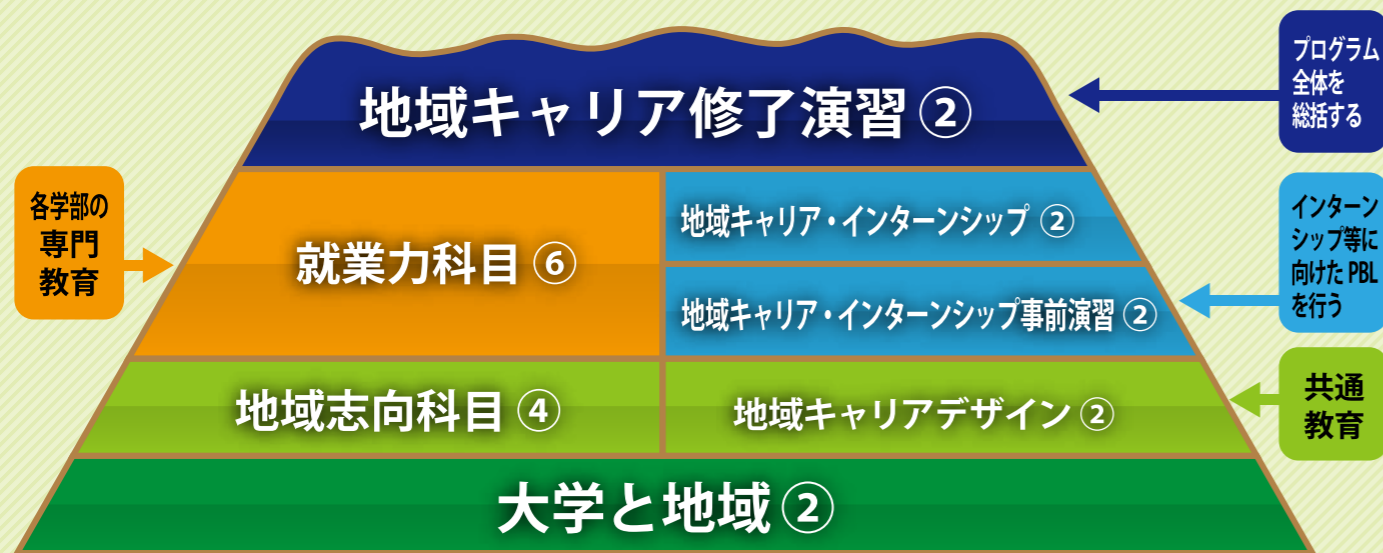 地域キャリア修了演習 ②
プログラム
全体を
総括する
各学部の
専門
教育
就業力科目 ⑥
地域キャリア・インターンシップ ②
地域キャリア・インターンシップ事前演習 ②
インターン
シップ等に
向けた PBL
を行う
地域志向科目 ④
地域キャリアデザイン ②
共通
教育
大学と地域 ②